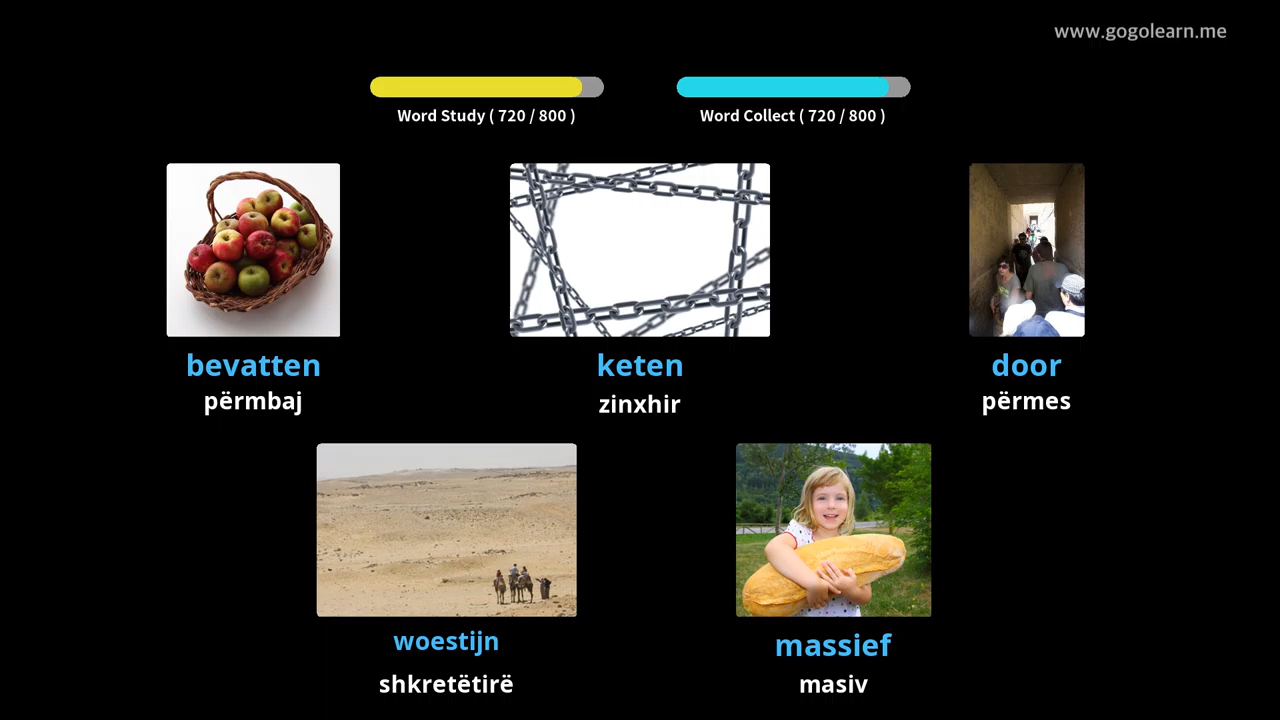 www.gogolearn.me
Word Study ( 720 / 800 )
Word Collect ( 720 / 800 )
bevatten
përmbaj
keten
zinxhir
door
përmes
woestijn
shkretëtirë
massief
masiv